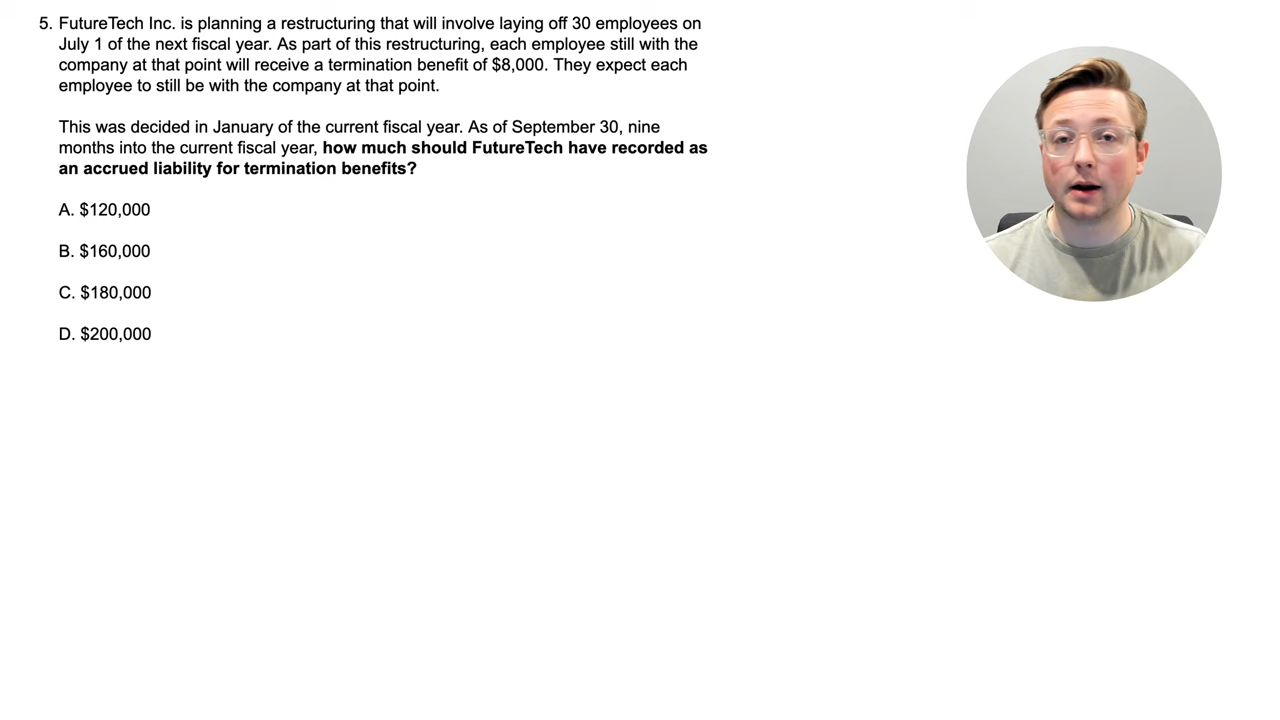 5. FutureTech Inc. is planning a restructuring that will involve laying off 30 employees on
July 1 of the next fiscal year. As part of this restructuring, each employee still with the
company at that point will receive a termination benefit of $8,000. They expect each
employee to still be with the company at that point.
This was decided in January of the current fiscal year. As of September 30, nine
months into the current fiscal year, how much should FutureTech have recorded as
an accrued liability for termination benefits?
A. $120,000
B. $160,000
C. $180,000
D. $200,000